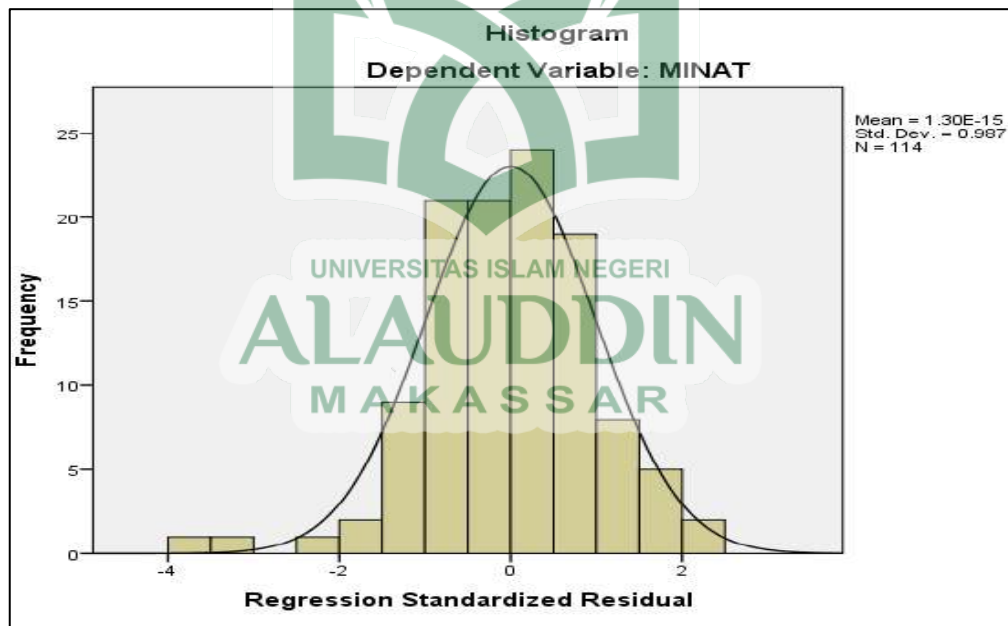 Histogram
Dependent Variable: MINAT
Mean = 1.30E-15
Std. Dev. = 0.987
N = 114
25
20
15
10
5
0
Frequency
UNIVERSITAS ISLAM NEGERI
ALAUDDIN
MAKASSAR
-4
-2
0
2
Regression Standardized Residual